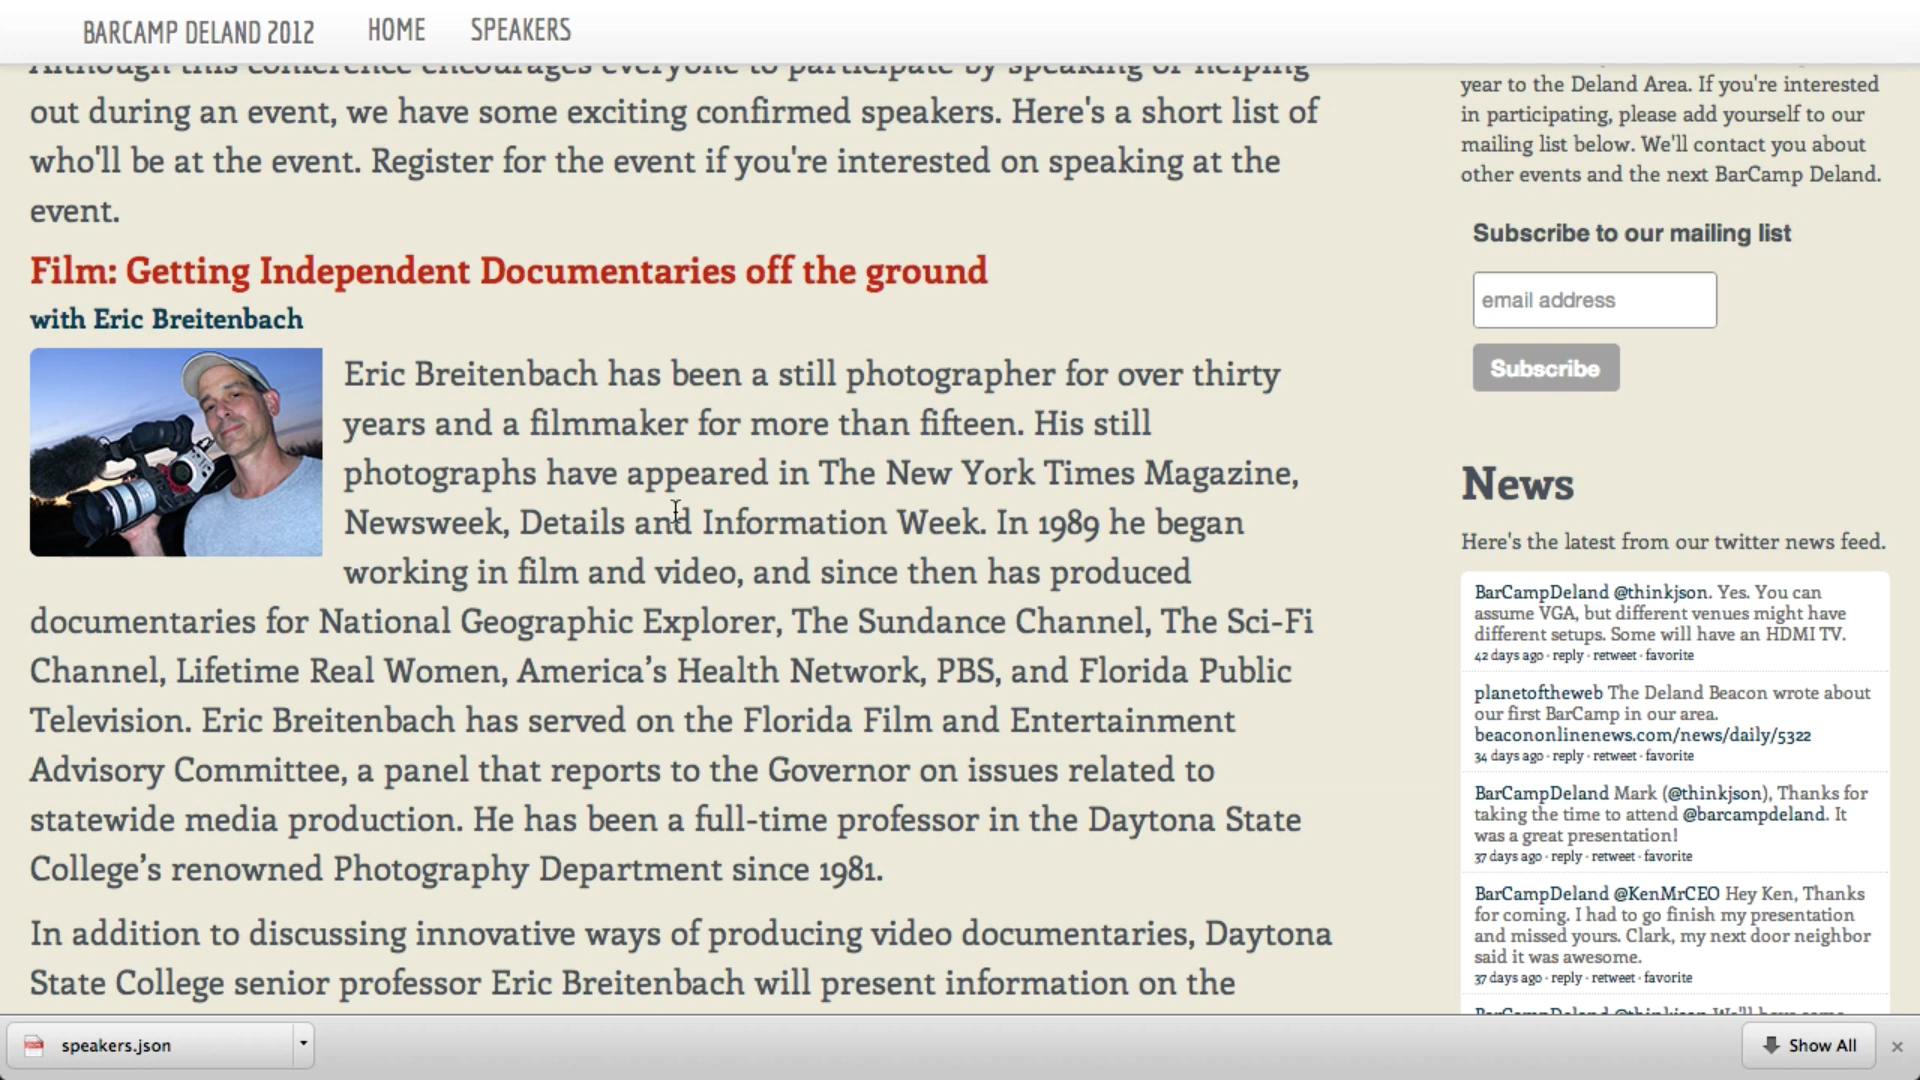 BARCAMP DELAND 2012 HOME SPEAKERS
Although this conference encourages everyone to participate by speaking or helping
out during an event, we have some exciting confirmed speakers. Here's a short list of
who'll be at the event. Register for the event if you're interested on speaking at the
event.
Film: Getting Independent Documentaries off the ground
with Eric Breitenbach
Eric Breitenbach has been a still photographer for over thirty
years and a filmmaker for more than fifteen. His still
photographs have appeared in The New York Times Magazine,
Newsweek, Details and Information Week. In 1989 he began
working in film and video, and since then has produced
documentaries for National Geographic Explorer, The Sundance Channel, The Sci-Fi
Channel, Lifetime Real Women, America’s Health Network, PBS, and Florida Public
Television. Eric Breitenbach has served on the Florida Film and Entertainment
Advisory Committee, a panel that reports to the Governor on issues related to
statewide media production. He has been a full-time professor in the Daytona State
College’s renowned Photography Department since 1981.
In addition to discussing innovative ways of producing video documentaries, Daytona
State College senior professor Eric Breitenbach will present information on the
year to the Deland Area. If you're interested
in participating, please add yourself to our
mailing list below. We'll contact you about
other events and the next BarCamp Deland.
Subscribe to our mailing list
email address
Subscribe
News
Here's the latest from our twitter news feed.
BarCampDeland @thinkjson. Yes. You can
assume VGA, but different venues might have
different setups. Some will have an HDMI TV.
42 days ago · reply · retweet · favorite
planetoftheweb The Deland Beacon wrote about
our first BarCamp in our area.
beacononlinenews.com/news/daily/5322
34 days ago · reply · retweet · favorite
BarCampDeland Mark (@thinkjson), Thanks for
taking the time to attend @barcampdeland. It
was a great presentation!
37 days ago · reply · retweet · favorite
BarCampDeland @KenMrCEO Hey Ken, Thanks
for coming. I had to go finish my presentation
and missed yours. Clark, my next door neighbor
said it was awesome.
37 days ago · reply · retweet · favorite
BarCampDeland @thinkjson We'll have some
speakers.json
Show All